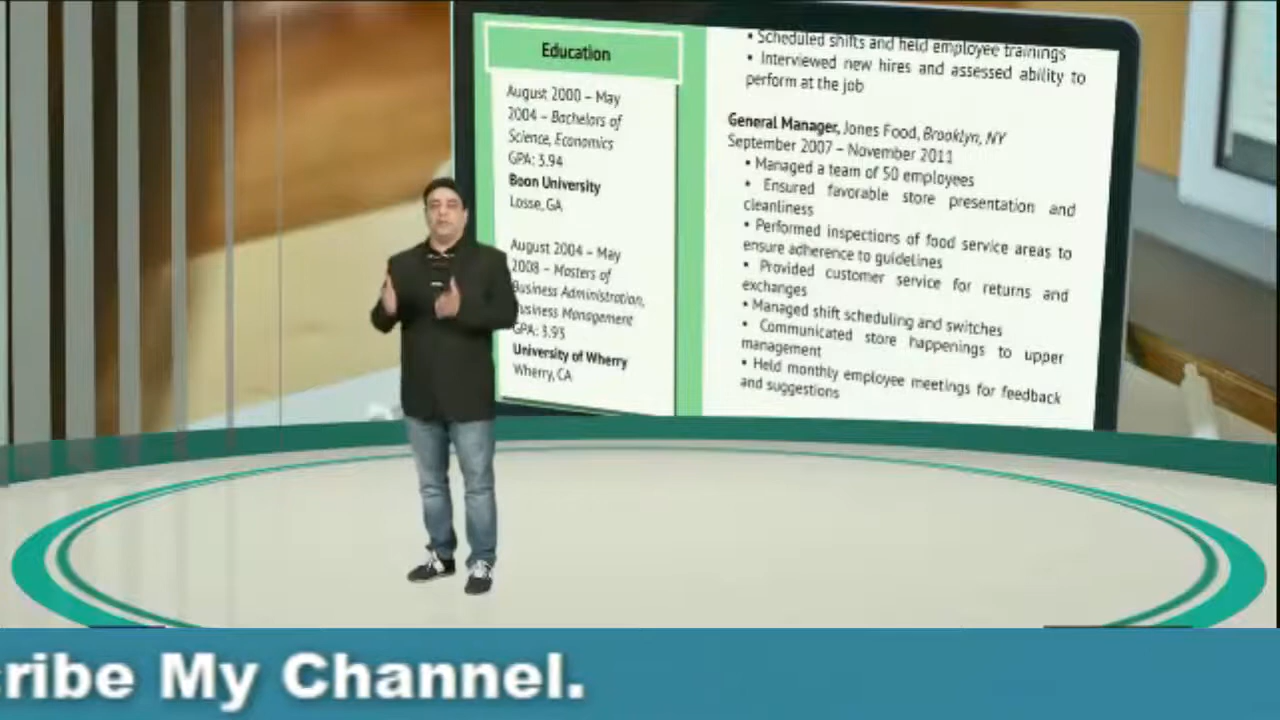 Education
August 2000 – May
2004 – Bachelors of
Science, Economics
GPA: 3.94
Boon University
Losse, GA
August 2004 – May
2008 – Masters of
Business Administration,
Business Management
GPA: 3.93
University of Wherry
Wherry, CA
• Scheduled shifts and held employee trainings
• Interviewed new hires and assessed ability to
perform at the job
General Manager, Jones Food, Brooklyn, NY
September 2007 – November 2011
• Managed a team of 50 employees
• Ensured favorable store presentation and
cleanliness
• Performed inspections of food service areas to
ensure adherence to guidelines
• Provided customer service for returns and
exchanges
• Managed shift scheduling and switches
• Communicated store happenings to upper
management
• Held monthly employee meetings for feedback
and suggestions
cribe My Channel.